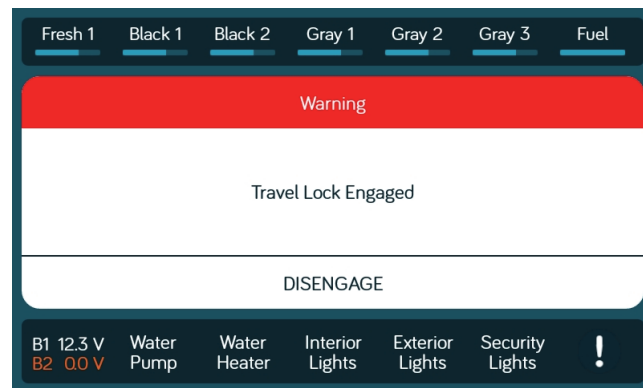 Fresh 1 Black 1 Black 2 Gray 1 Gray 2 Gray 3 Fuel
Warning
Travel Lock Engaged
DISENGAGE
B1 12.3 V Water Water Interior Exterior Security !
B2 0.0 V Pump Heater Lights Lights Lights